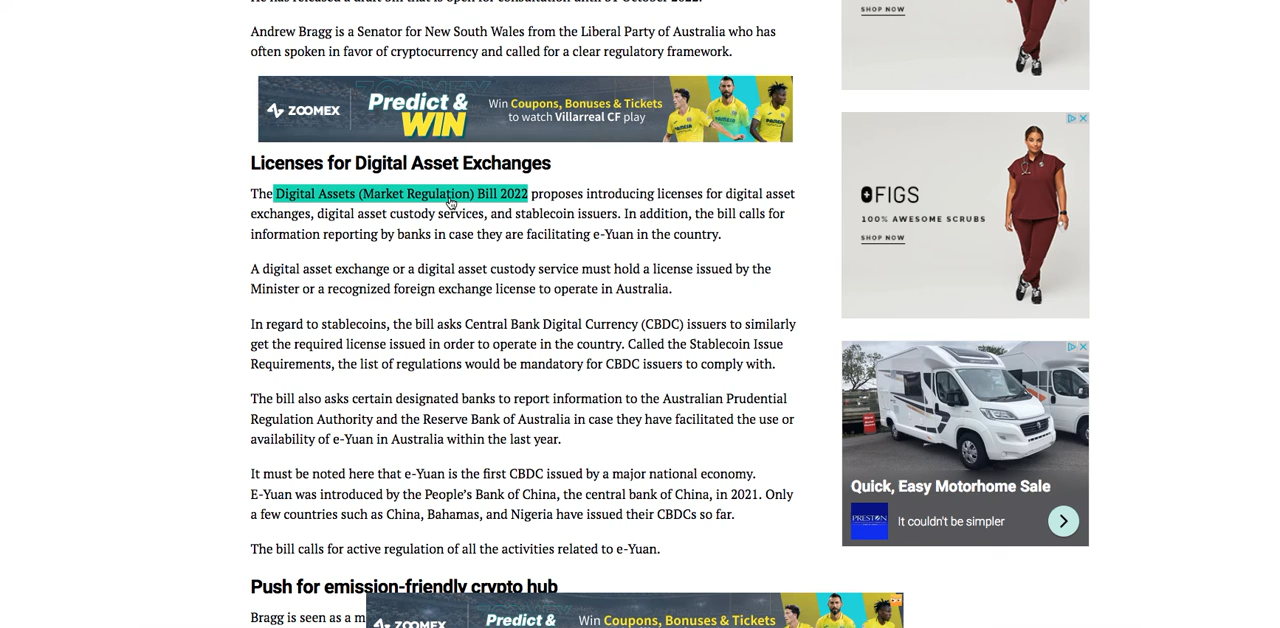 Andrew Bragg is a Senator for New South Wales from the Liberal Party of Australia who has
often spoken in favor of cryptocurrency and called for a clear regulatory framework.
ZOOMEX
Predict &
WIN
Win Coupons, Bonuses & Tickets
to watch Villarreal CF play
Licenses for Digital Asset Exchanges
The Digital Assets (Market Regulation) Bill 2022 proposes introducing licenses for digital asset
exchanges, digital asset custody services, and stablecoin issuers. In addition, the bill calls for
information reporting by banks in case they are facilitating e-Yuan in the country.
A digital asset exchange or a digital asset custody service must hold a license issued by the
Minister or a recognized foreign exchange license to operate in Australia.
In regard to stablecoins, the bill asks Central Bank Digital Currency (CBDC) issuers to similarly
get the required license issued in order to operate in the country. Called the Stablecoin Issue
Requirements, the list of regulations would be mandatory for CBDC issuers to comply with.
The bill also asks certain designated banks to report information to the Australian Prudential
Regulation Authority and the Reserve Bank of Australia in case they have facilitated the use or
availability of e-Yuan in Australia within the last year.
It must be noted here that e-Yuan is the first CBDC issued by a major national economy.
E-Yuan was introduced by the People's Bank of China, the central bank of China, in 2021. Only
a few countries such as China, Bahamas, and Nigeria have issued their CBDCs so far.
The bill calls for active regulation of all the activities related to e-Yuan.
Push for emission-friendly crypto hub
Bragg is seen as a m
ZOOMEX
Predict &
Win Coupons, Bonuses & Tickets
SHOP NOW
FIGS
100% AWESOME SCRUBS
SHOP NOW
Quick, Easy Motorhome Sale
PRESTON
It couldn't be simpler